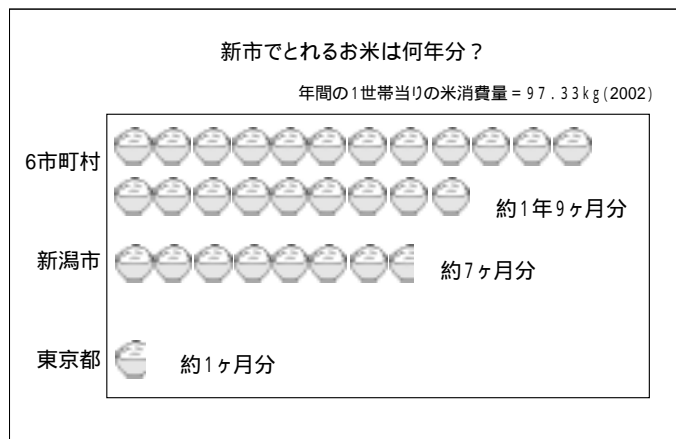 新市でとれるお米は何年分？
年間の1世帯当りの米消費量=97.33kg(2002)
6市町村
約1年9ヶ月分
新潟市
約7ヶ月分
東京都
約1ヶ月分